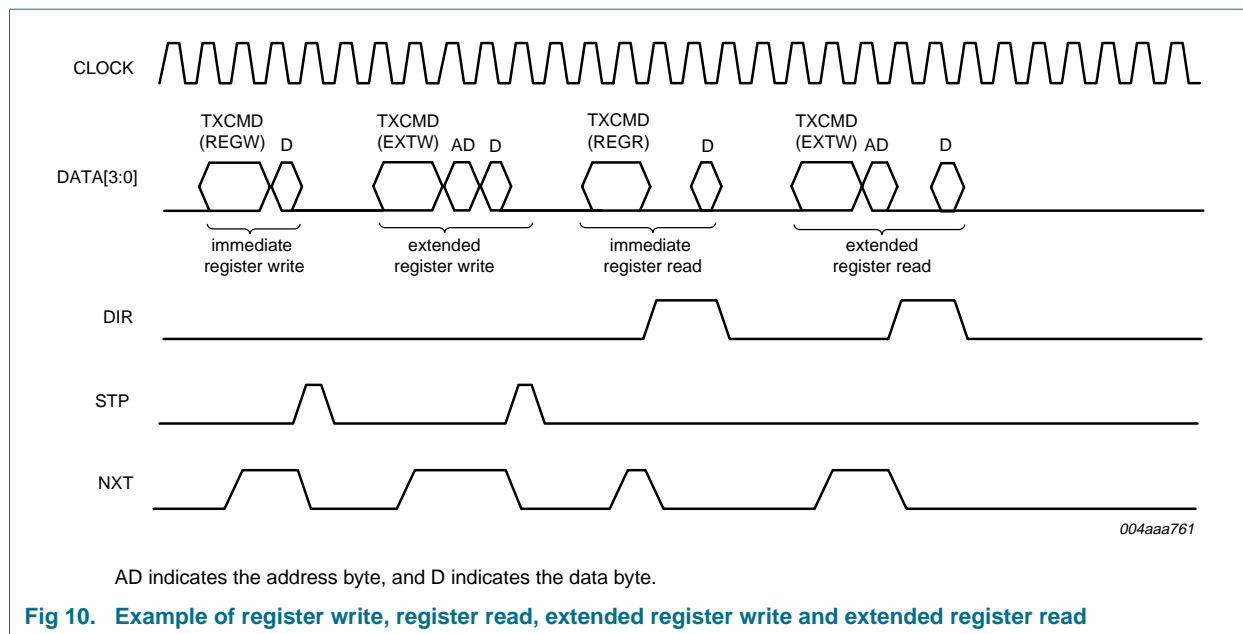 CLOCK
TXCMD
(REGW)
D
TXCMD
(EXTW)
AD
D
TXCMD
(REGR)
D
TXCMD
(EXTW)
AD
D
DATA[3:0]
immediate
register write
extended
register write
immediate
register read
extended
register read
DIR
STP
NXT
004aaa761
AD indicates the address byte, and D indicates the data byte.
Fig 10. Example of register write, register read, extended register write and extended register read